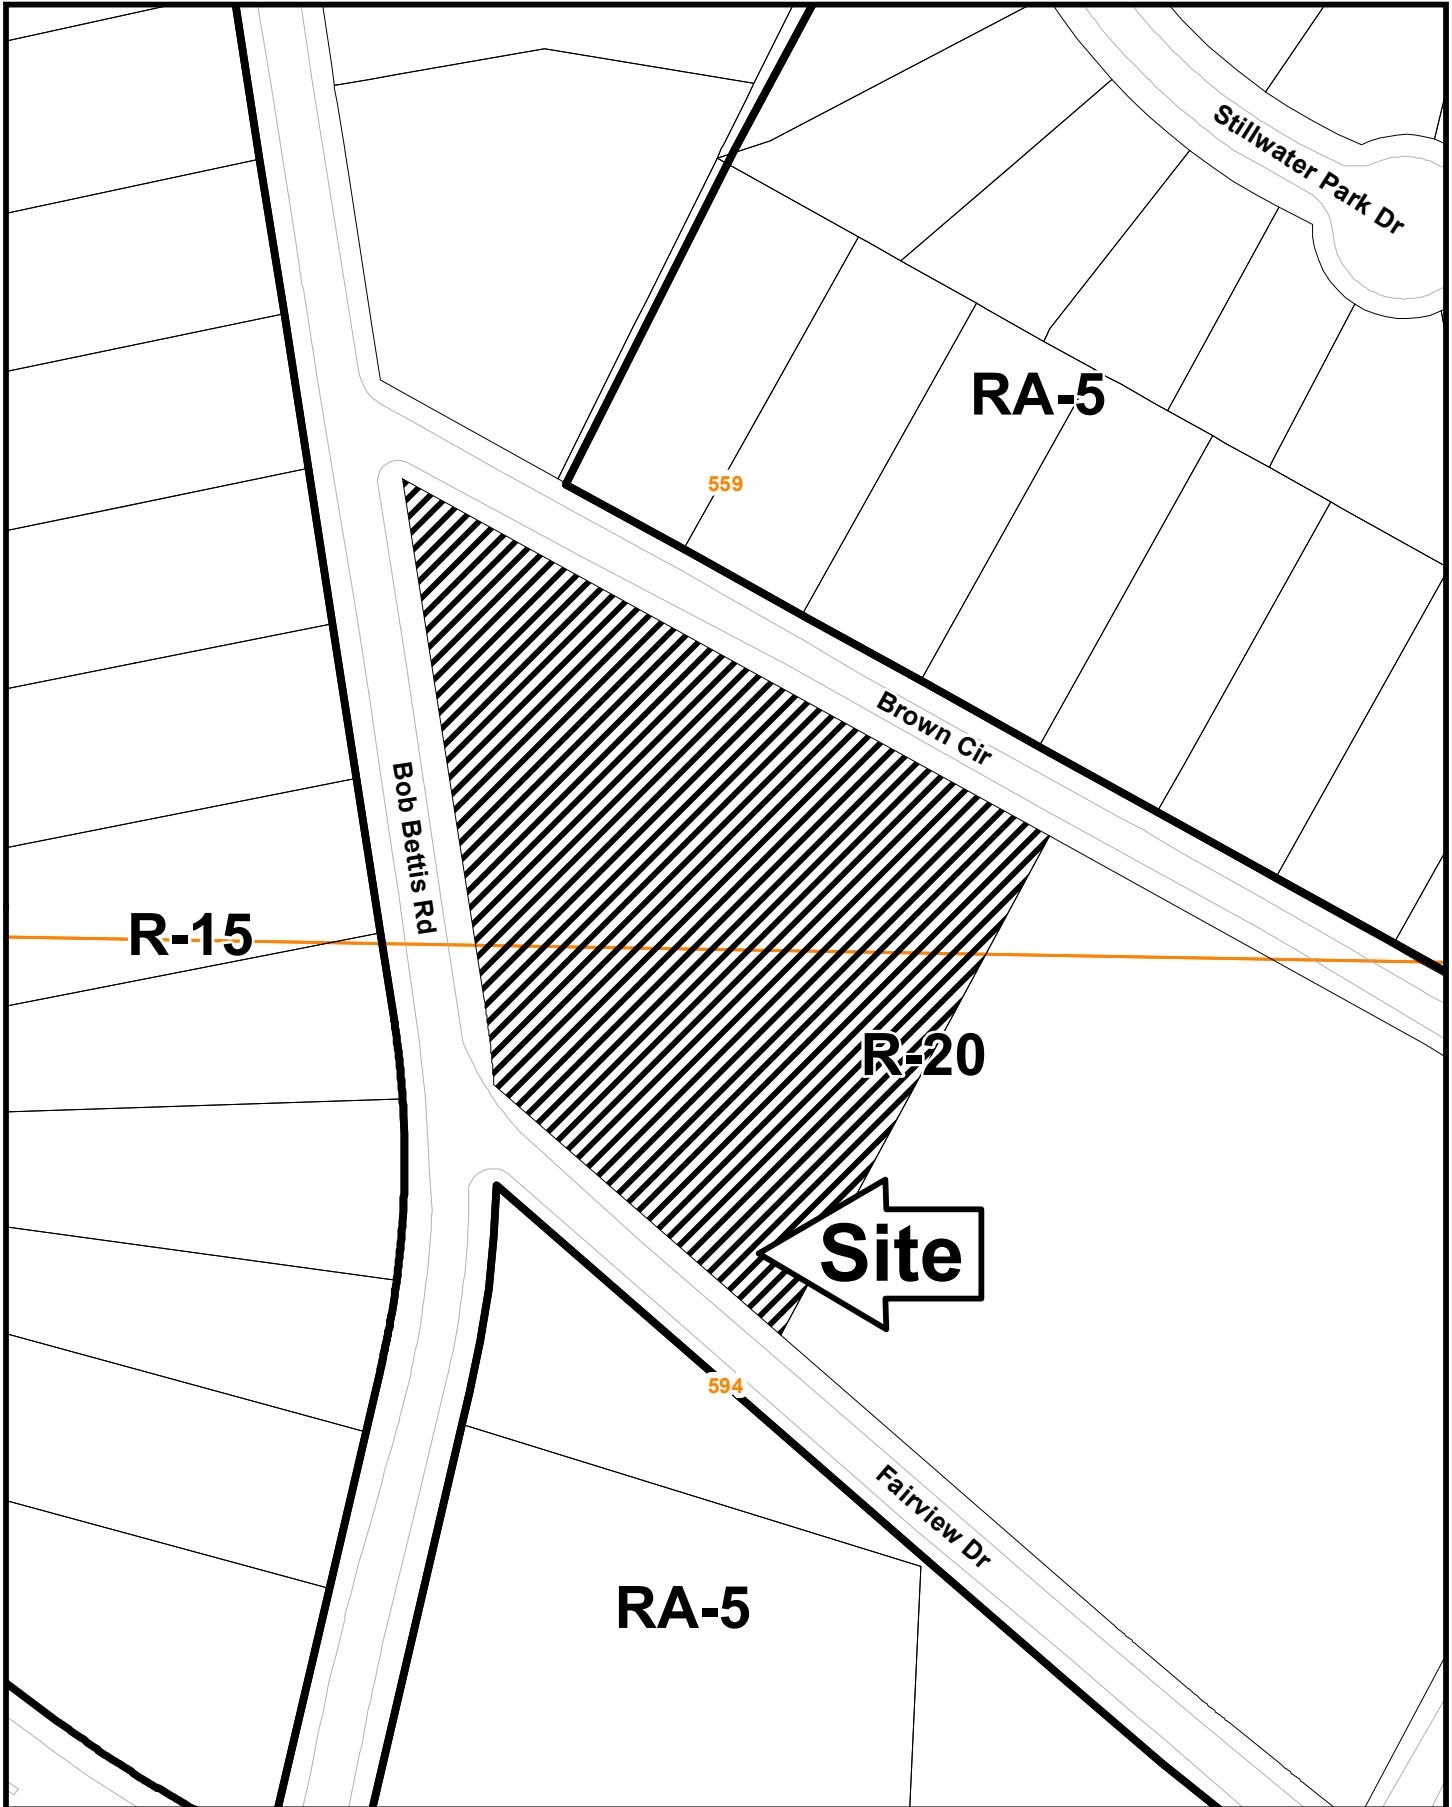 Stillwater Park Dr
RA-5
559
Brown Cir
Bob Bettis Rd
R-15
R-20
Site
594
Fairview Dr
RA-5